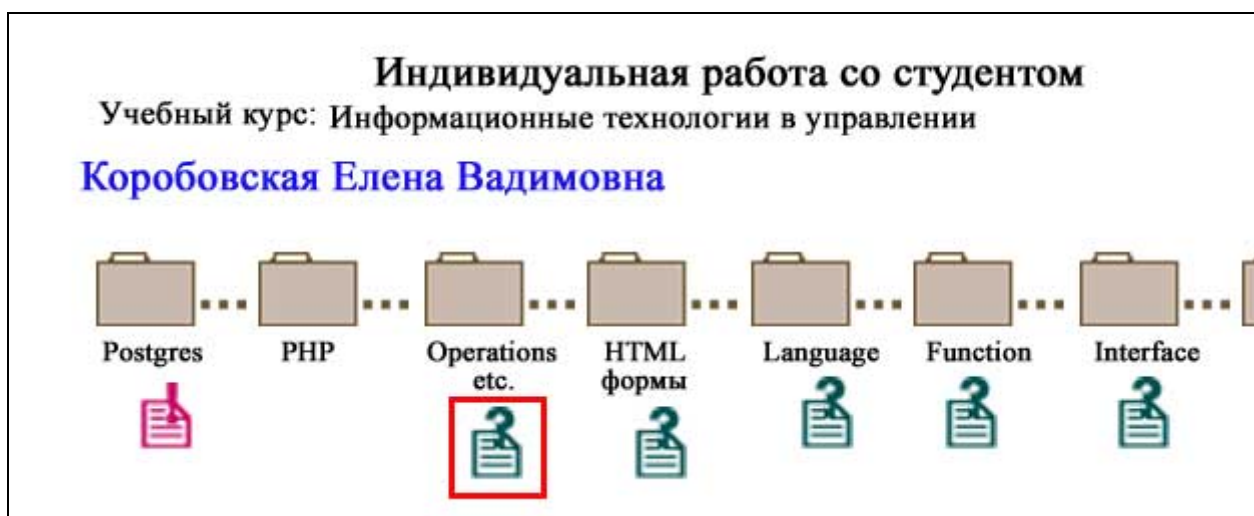 Индивидуальная работа со студентом
Учебный курс: Информационные технологии в управлении
Коробовская Елена Вадимовна
Postgres PHP Operations etc. HTML формы Language Function Interface